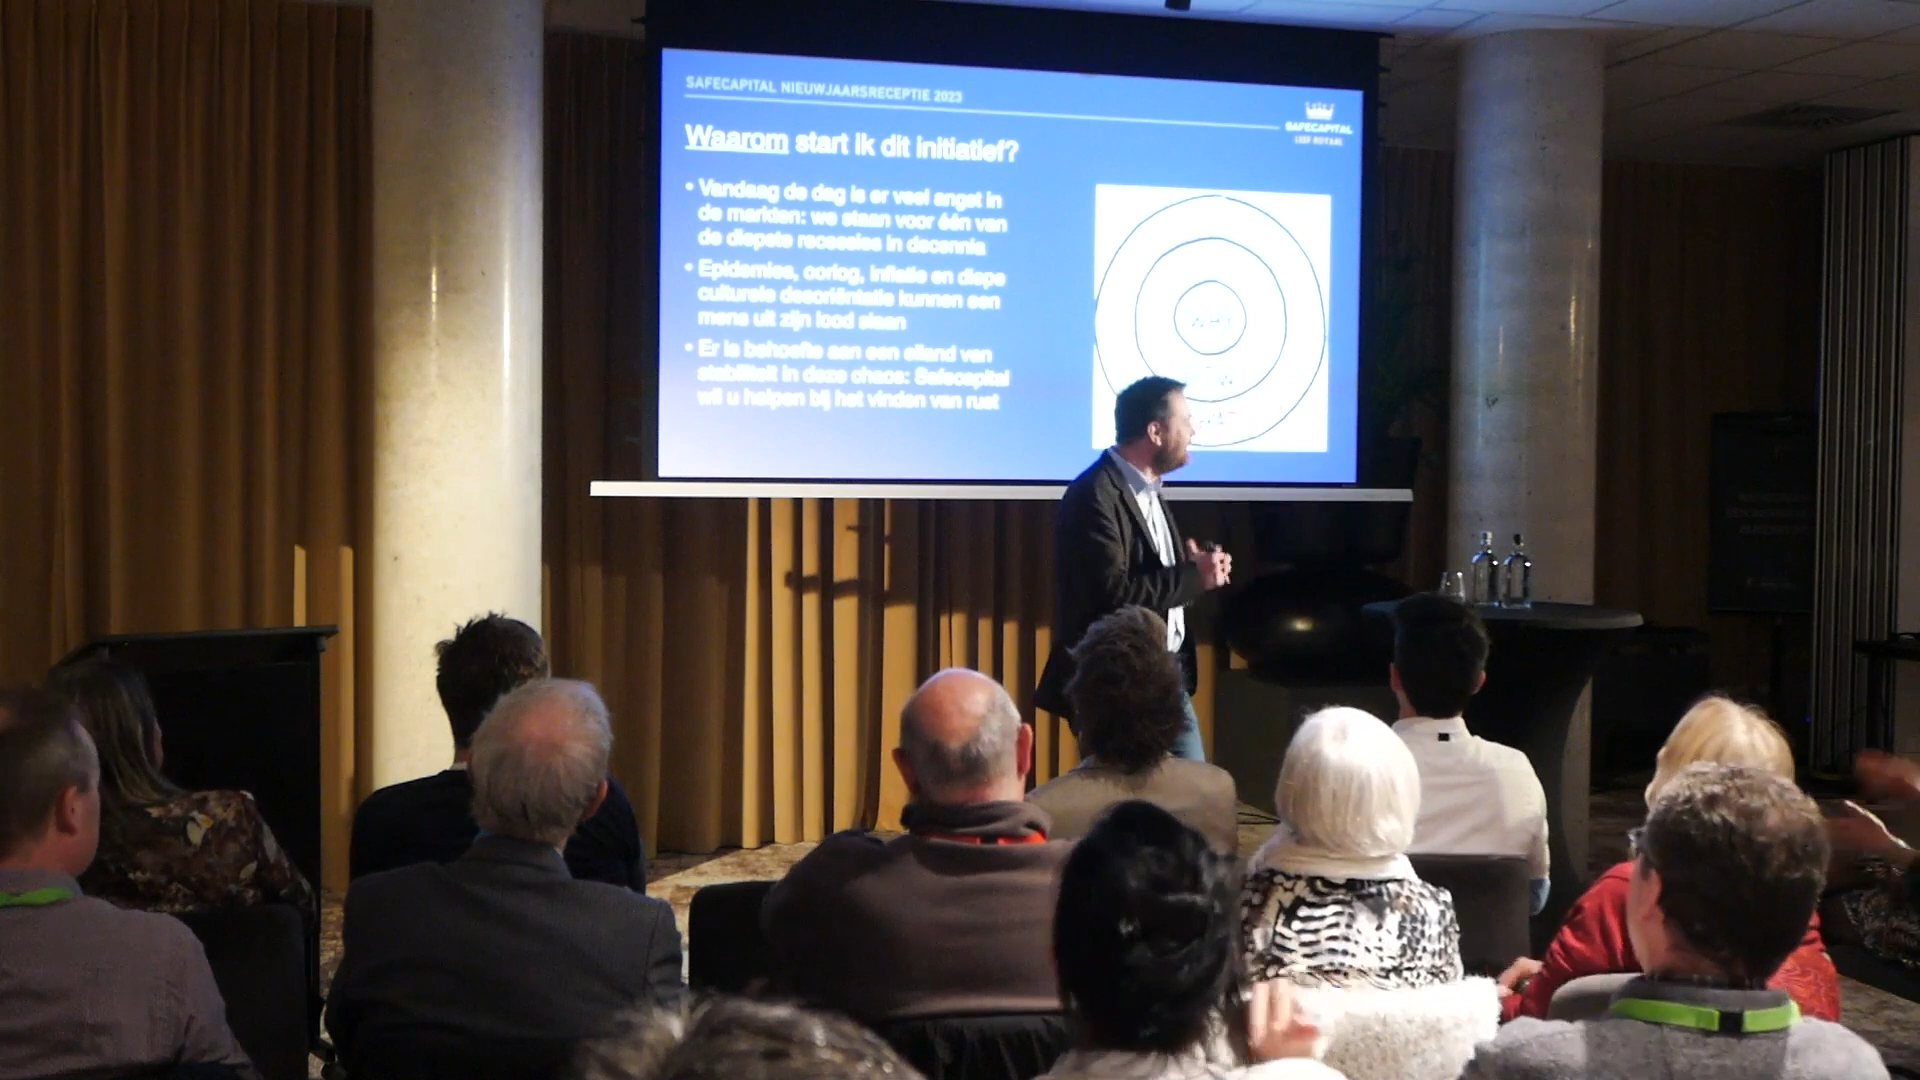 SAFECAPITAL NIEUWJAARSRECEPTIE 2023
SAFECAPITAL
LEEF ROYAAL
Waarom start ik dit initiatief?
• Vandaag de dag is er veel angst in
de markten: we staan voor één van
de diepste recessies in decennia
• Epidemies, oorlog, inflatie en diepe
culturele desoriëntatie kunnen een
mens uit zijn lood slaan
• Er is behoefte aan een eiland van
stabiliteit in deze chaos: Safecapital
wil u helpen bij het vinden van rust
WHY